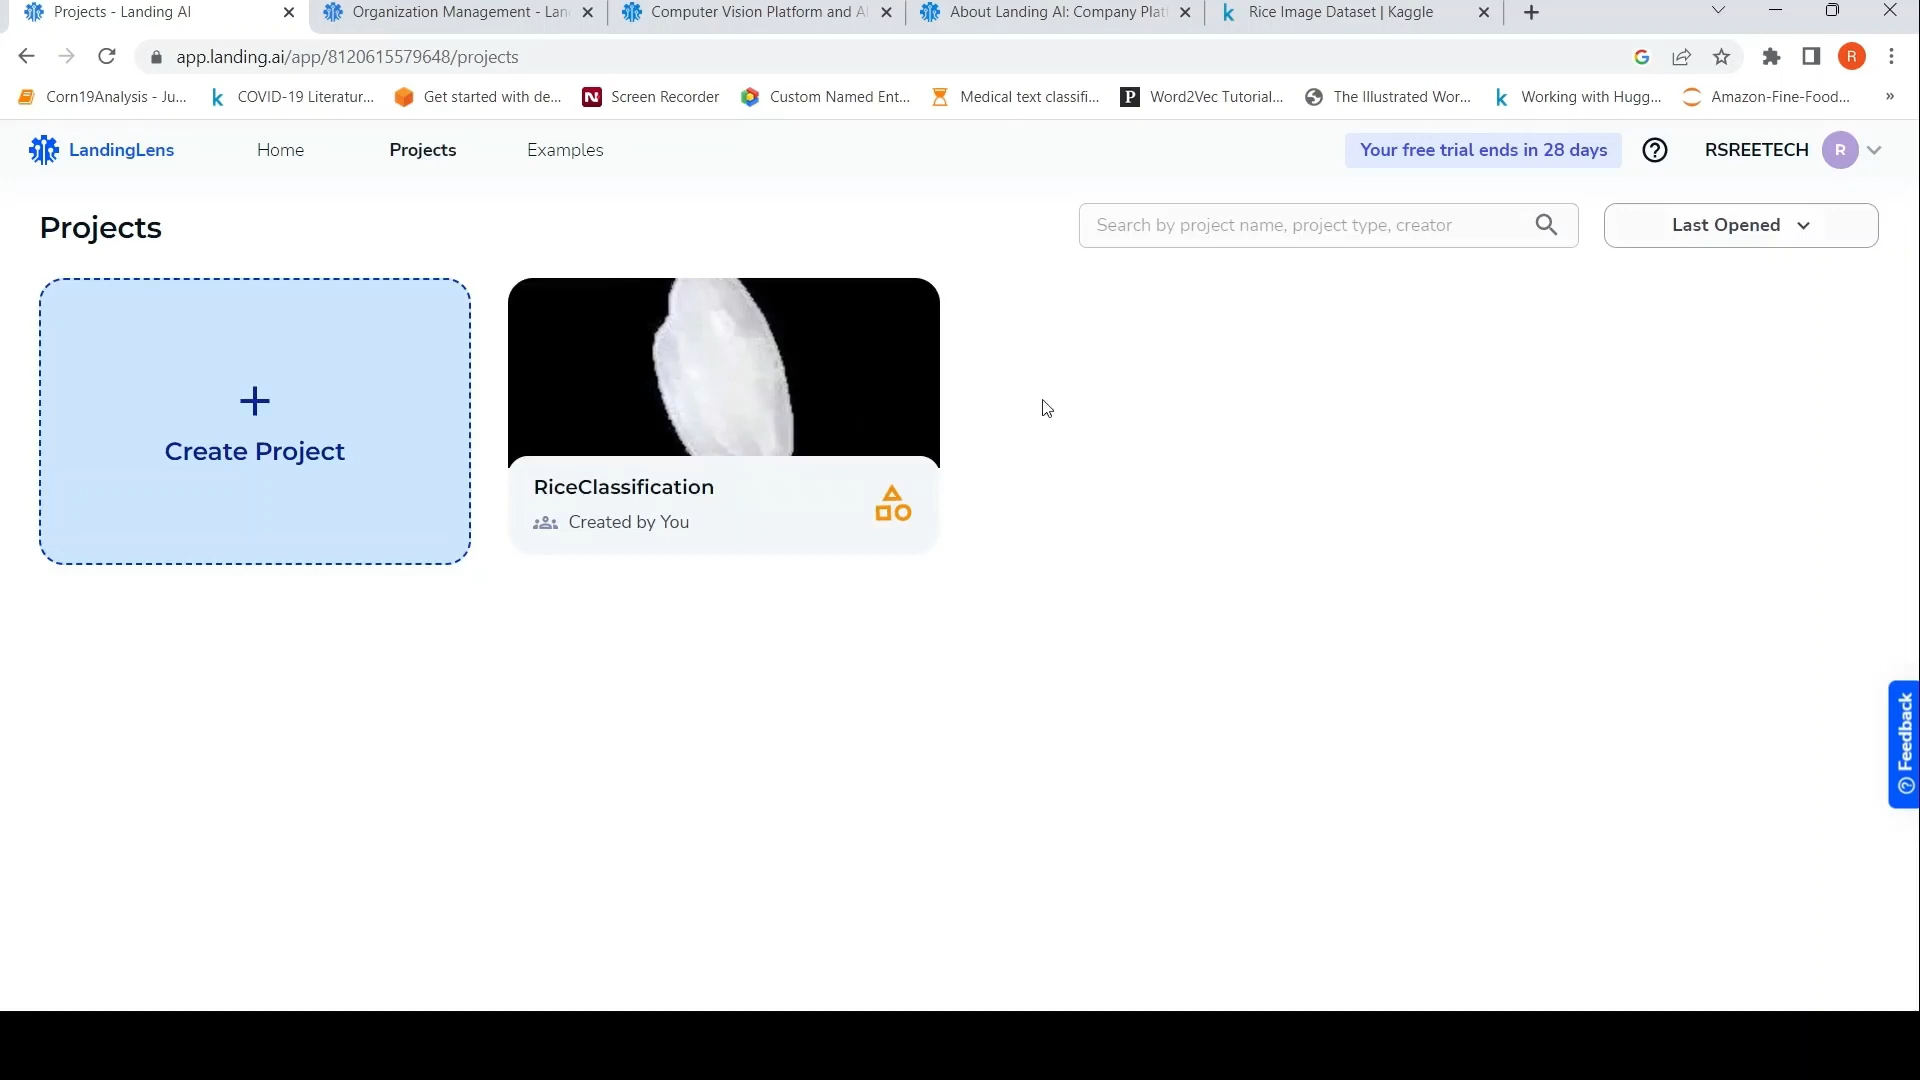 Projects - Landing AI
Organization Management - Lan
Computer Vision Platform and AI
About Landing AI: Company Plat
Rice Image Dataset | Kaggle
app.landing.ai/app/8120615579648/projects
R
Corn19Analysis - Ju...
COVID-19 Literatur...
Get started with de...
Screen Recorder
Custom Named Ent...
Medical text classifi...
Word2Vec Tutorial...
The Illustrated Wor...
Working with Hugg...
Amazon-Fine-Food...
»
LandingLens
Home
Projects
Examples
Your free trial ends in 28 days
RSREETECH
R
Projects
Search by project name, project type, creator
Last Opened
Create Project
RiceClassification
Created by You
Feedback